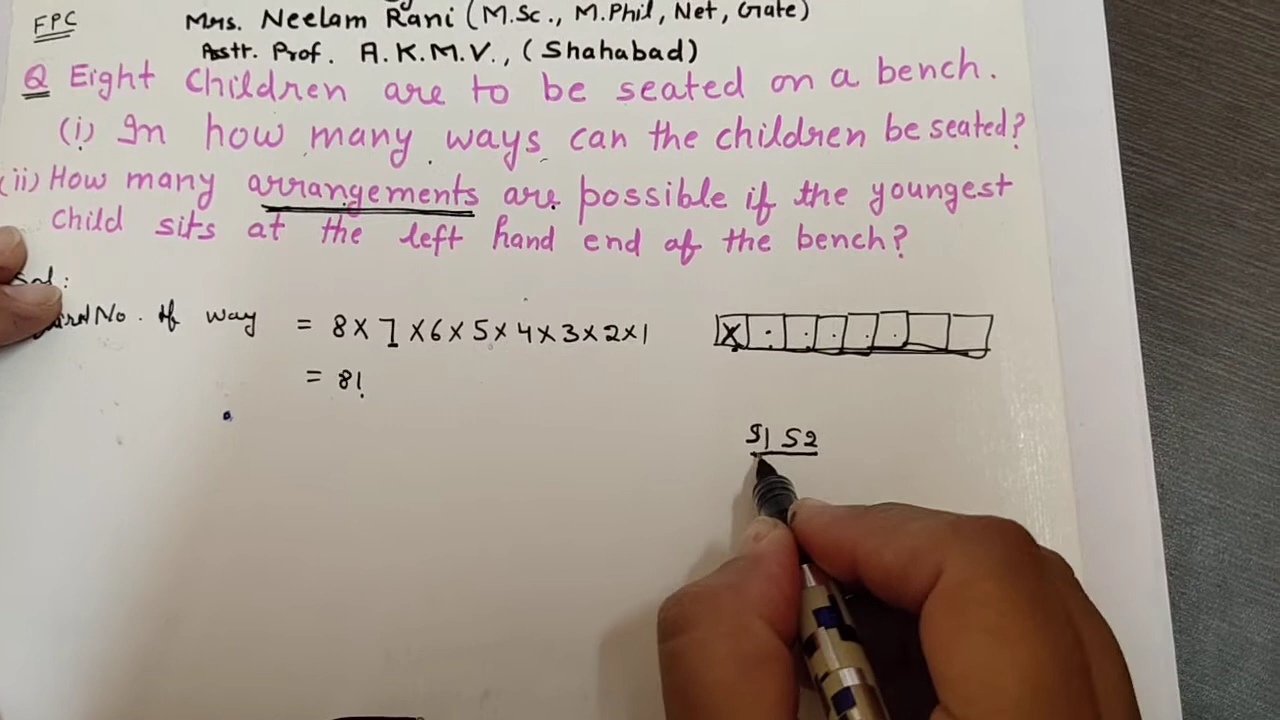 FPC
Mrs. Neelam Rani (M.Sc., M.Phil, Net, Gate)
Asstt. Prof. A.K.M.V., (Shahabad)
Q Eight Children are to be seated on a bench.
(i) In how many ways can the children be seated?
(ii) How many arrangements are possible if the youngest
child sits at the left hand end of the bench?
Sol:
No. of way = 8×7×6×5×4×3×2×1
X
= 8!
S1 S2